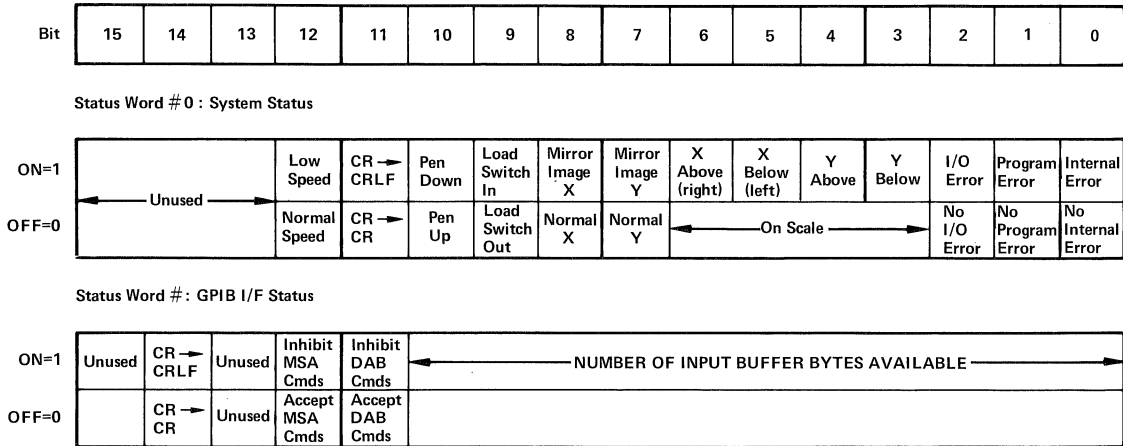 Bit 15 14 13 12 11 10 9 8 7 6 5 4 3 2 1 0
Status Word #0 : System Status
ON=1
OFF=0
Unused
Low Speed
Normal Speed
CR → CRLF
CR → CR
Pen Down
Pen Up
Load Switch In
Load Switch Out
Mirror Image X
Normal X
Mirror Image Y
Normal Y
X Above (right)
X Below (left)
Y Above
Y Below
On Scale
I/O Error
No I/O Error
Program Error
No Program Error
Internal Error
No Internal Error
Status Word #: GPIB I/F Status
ON=1
Unused
CR → CRLF
Unused
Inhibit MSA Cmds
Inhibit DAB Cmds
NUMBER OF INPUT BUFFER BYTES AVAILABLE
OFF=0
CR → CR
Unused
Accept MSA Cmds
Accept DAB Cmds